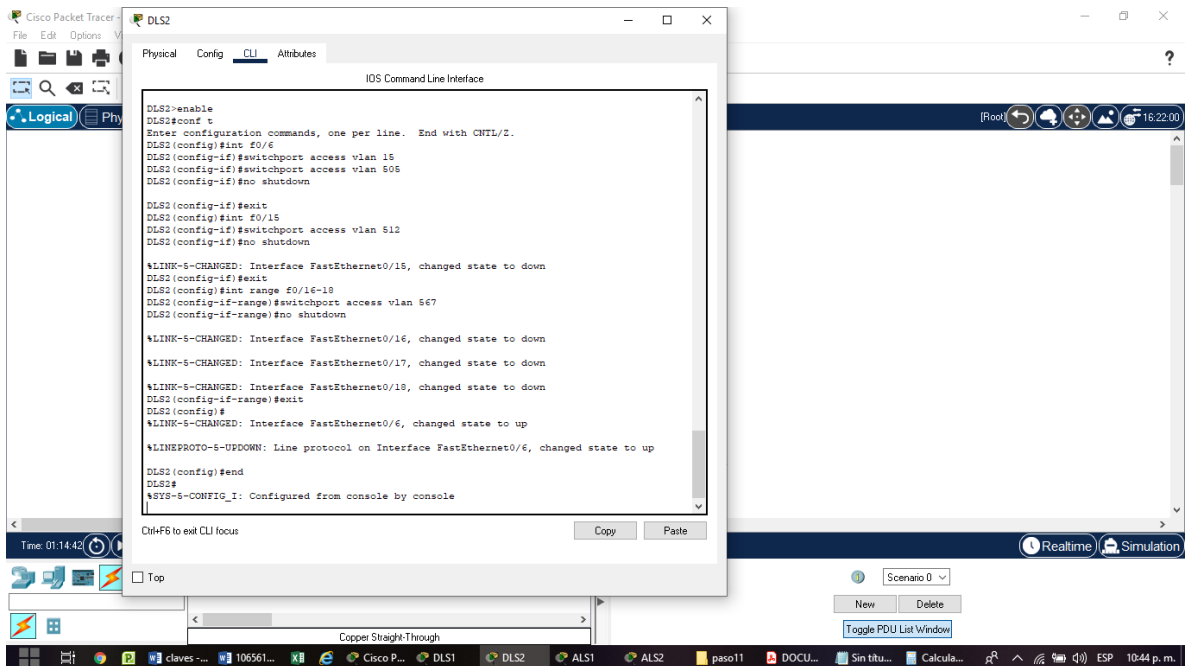 Cisco Packet Tracer -
File Edit Options Vi
DLS2
Physical Config CLI Attributes
IOS Command Line Interface
DLS2>enable
DLS2#conf t
Enter configuration commands, one per line. End with CNTL/Z.
DLS2(config)#int f0/6
DLS2(config-if)#switchport access vlan 15
DLS2(config-if)#switchport access vlan 505
DLS2(config-if)#no shutdown
DLS2(config-if)#exit
DLS2(config)#int f0/15
DLS2(config-if)#switchport access vlan 512
DLS2(config-if)#no shutdown
%LINK-5-CHANGED: Interface FastEthernet0/15, changed state to down
DLS2(config-if)#exit
DLS2(config)#int range f0/16-18
DLS2(config-if-range)#switchport access vlan 567
DLS2(config-if-range)#no shutdown
%LINK-5-CHANGED: Interface FastEthernet0/16, changed state to down
%LINK-5-CHANGED: Interface FastEthernet0/17, changed state to down
%LINK-5-CHANGED: Interface FastEthernet0/18, changed state to down
DLS2(config-if-range)#exit
DLS2(config)#
%LINK-5-CHANGED: Interface FastEthernet0/6, changed state to up
%LINEPROTO-5-UPDOWN: Line protocol on Interface FastEthernet0/6, changed state to up
DLS2(config)#end
DLS2#
%SYS-5-CONFIG_I: Configured from console by console
Ctrl+F6 to exit CLI focus
Copy Paste
Top
Logical Phy
[Root] 16:22:00
Time: 01:14:42
Realtime Simulation
Scenario 0
New Delete
Toggle PDU List Window
Copper Straight-Through
claves -... 106561... Cisco P... DLS1 DLS2 ALS1 ALS2 paso11 DOCU... Sin títu... Calcula... ESP 10:44 p. m.